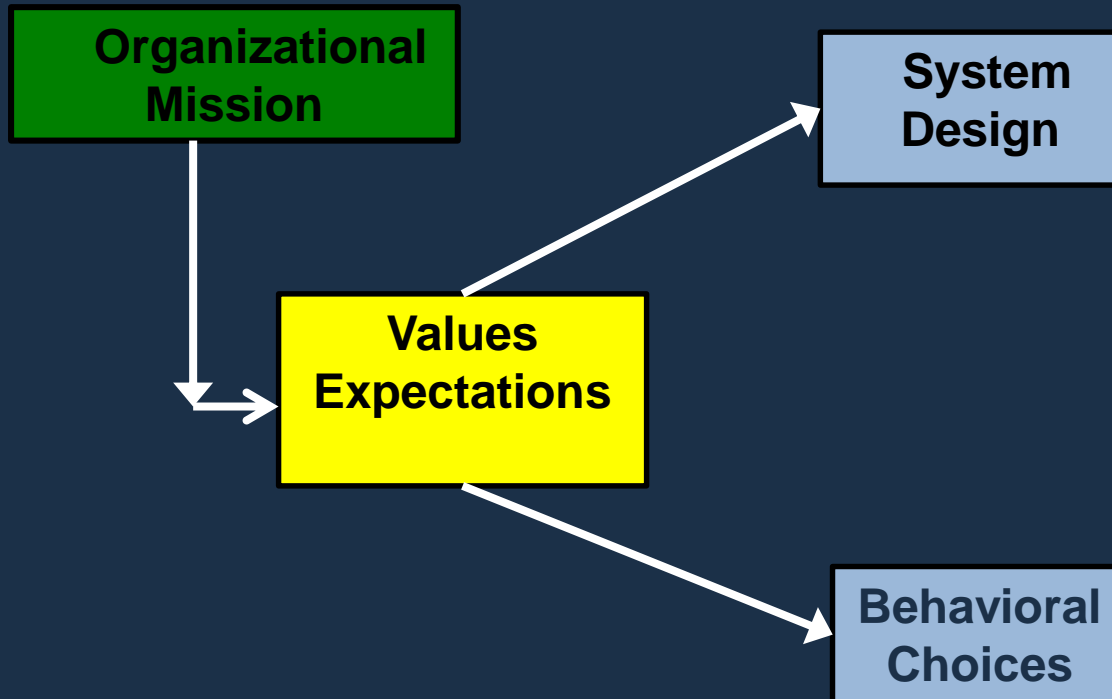 Organizational
Mission
System
Design
Values
Expectations
Behavioral
Choices